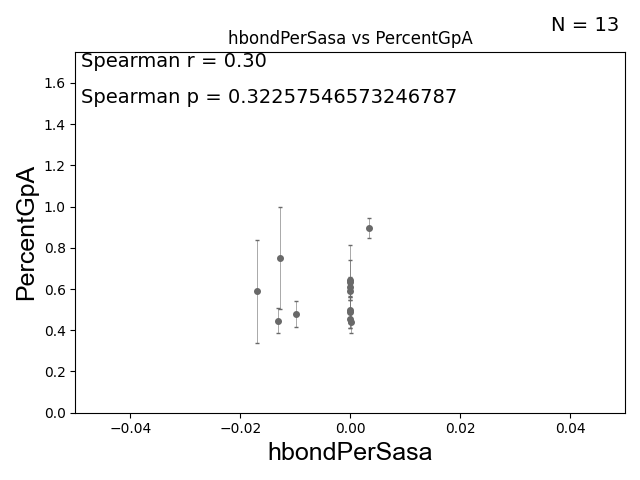 N = 13
hbondPerSasa vs PercentGpA
Spearman r = 0.30
Spearman p = 0.32257546573246787
PercentGpA
1.6
1.4
1.2
1.0
0.8
0.6
0.4
0.2
0.0
−0.04
−0.02
0.00
0.02
0.04
hbondPerSasa